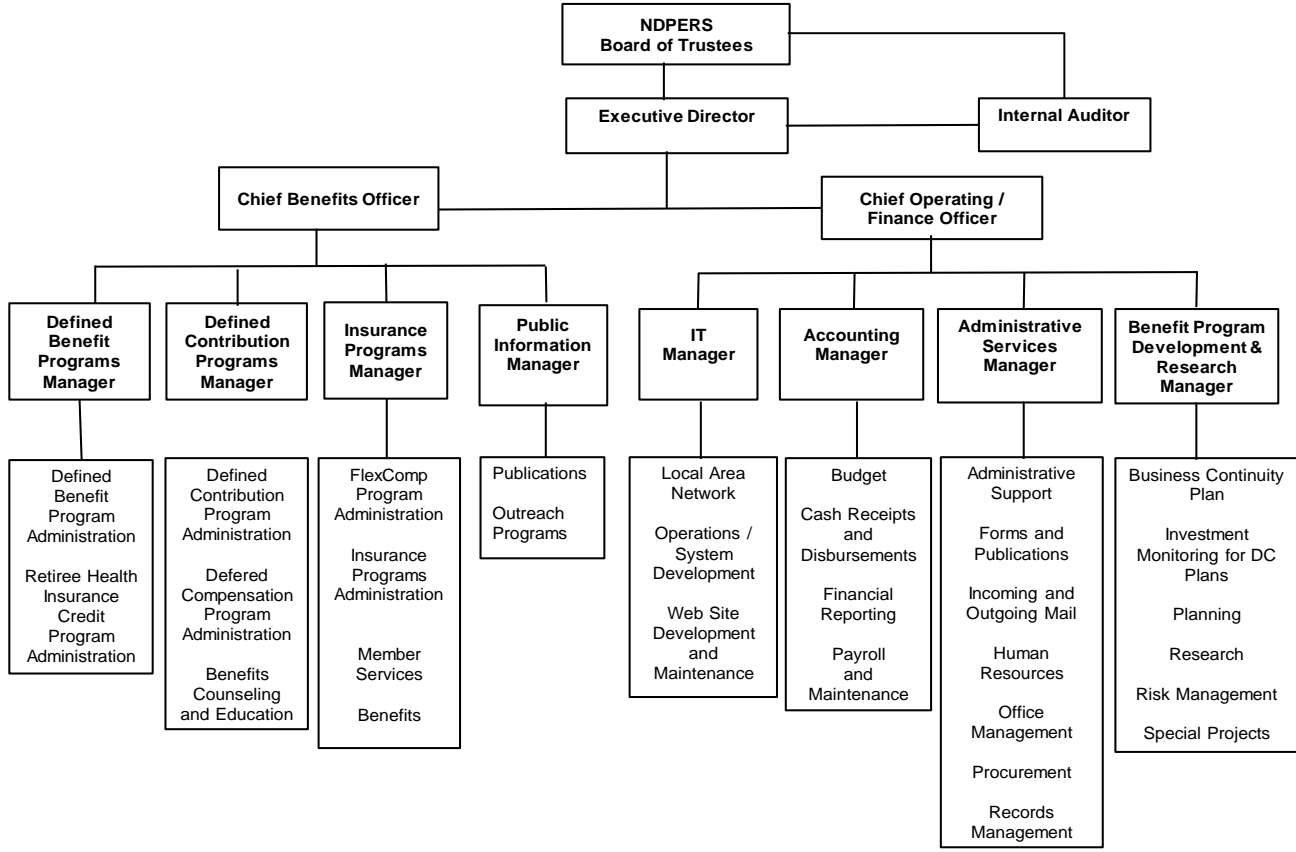 NDPERS
Board of Trustees
Executive Director
Internal Auditor
Chief Benefits Officer
Chief Operating /
Finance Officer
Defined
Benefit
Programs
Manager
Defined
Contribution
Programs
Manager
Insurance
Programs
Manager
Public
Information
Manager
IT
Manager
Accounting
Manager
Administrative
Services
Manager
Benefit Program
Development &
Research
Manager
Defined
Benefit
Program
Administration
Retiree Health
Insurance
Credit
Program
Administration
Defined
Contribution
Program
Administration
Defered
Compensation
Program
Administration
Benefits
Counseling
and Education
FlexComp
Program
Administration
Insurance
Programs
Administration
Member
Services
Benefits
Publications
Outreach
Programs
Local Area
Network
Operations /
System
Development
Web Site
Development
and
Maintenance
Budget
Cash Receipts
and
Disbursements
Financial
Reporting
Payroll
and
Maintenance
Administrative
Support
Forms and
Publications
Incoming and
Outgoing Mail
Human
Resources
Office
Management
Procurement
Records
Management
Business Continuity
Plan
Investment
Monitoring for DC
Plans
Planning
Research
Risk Management
Special Projects